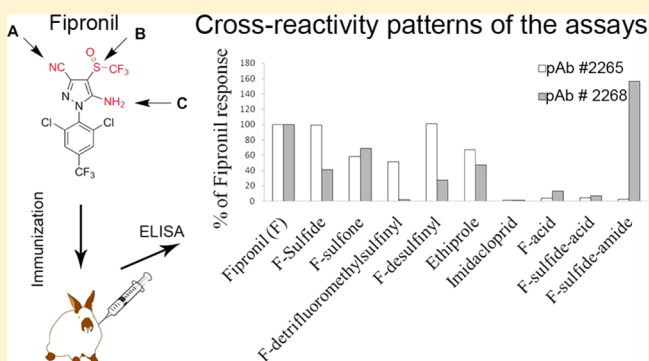 Fipronil
Cross-reactivity patterns of the assays
A
B
C
NC
O
S
CF3
N
N
NH2
Cl
Cl
CF3
Immunization
ELISA
% of Fipronil response
180
160
140
120
100
80
60
40
20
0
pAb #2265
pAb # 2268
Fipronil (F)
F-Sulfide
F-sulfone
F-detrifluoromethylsulfinyl
F-desulfinyl
Ethiprole
Imidacloprid
F-acid
F-sulfide-acid
F-sulfide-amide